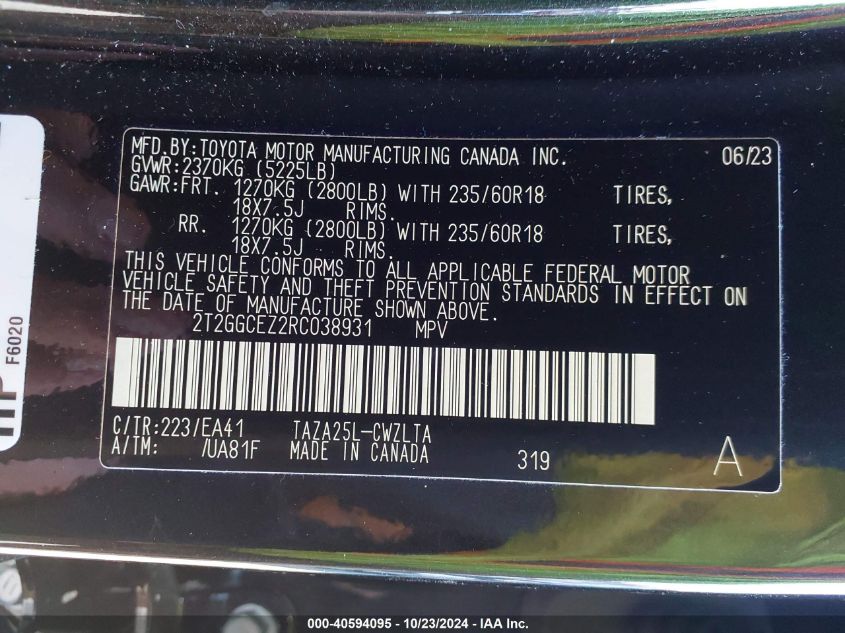 MFD.BY:TOYOTA MOTOR MANUFACTURING CANADA INC. 06/23
GVWR:2370KG (5225LB)
GAWR:FRT. 1270KG (2800LB) WITH 235/60R18 TIRES,
18X7.5J RIMS.
RR. 1270KG (2800LB) WITH 235/60R18 TIRES,
18X7.5J RIMS.
THIS VEHICLE CONFORMS TO ALL APPLICABLE FEDERAL MOTOR
VEHICLE SAFETY AND THEFT PREVENTION STANDARDS IN EFFECT ON
THE DATE OF MANUFACTURE SHOWN ABOVE.
2T2GGCEZ2RC038931 MPV
C/TR:223/EA41 TAZA25L-CWZLTA
A/TM: /UA81F MADE IN CANADA 319 A
F6020
000-40594095 - 10/23/2024 - IAA Inc.